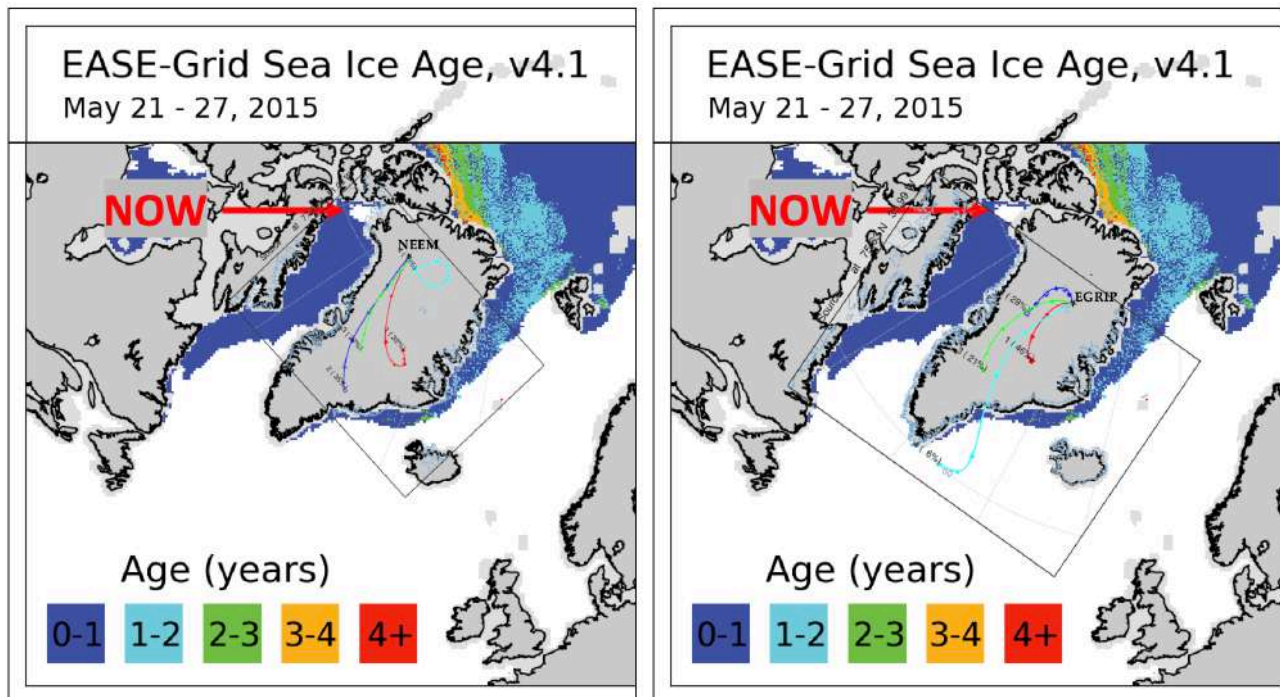 EASE-Grid Sea Ice Age, v4.1
May 21 - 27, 2015
NOW
NEEM
Age (years)
0-1 1-2 2-3 3-4 4+
EASE-Grid Sea Ice Age, v4.1
May 21 - 27, 2015
NOW
EGRIP
1 (46%)
Age (years)
0-1 1-2 2-3 3-4 4+